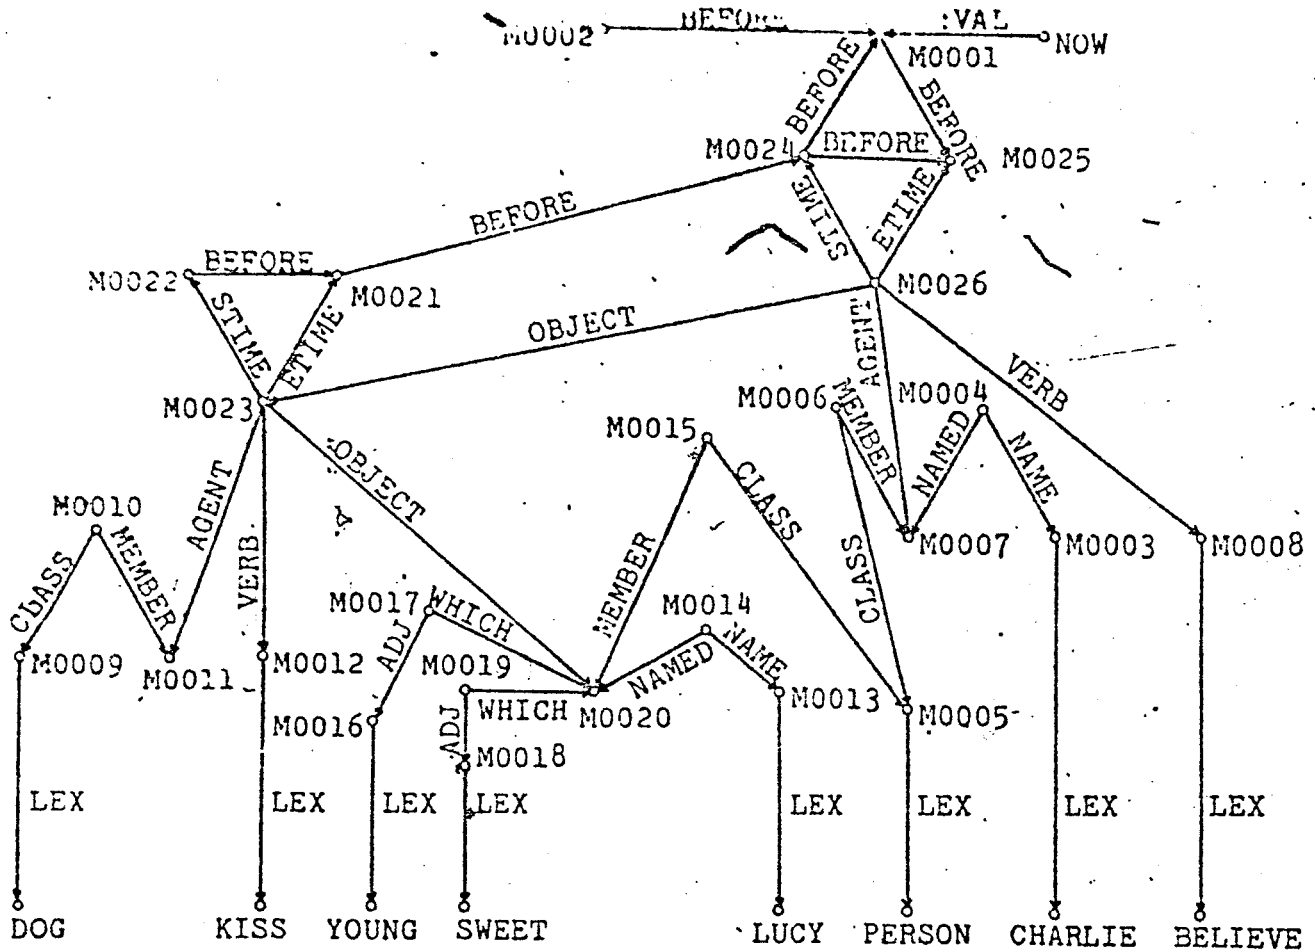 M0002 BEFORE :VAL NOW
M0001
BEFORE BEFORE
M0024 BEFORE M0025
BEFORE STIME ETIME
M0022 BEFORE M0021 M0026
STIME ETIME OBJECT AGENT VERB
M0023 M0006 M0004
M0015 MEMBER NAMED NAME
OBJECT CLASS
M0010 AGENT M0007 M0003 M0008
CLASS MEMBER VERB MEMBER CLASS
M0017 WHICH M0014
ADJ NAMED NAME
M0009 M0011 M0012 M0019
M0016 WHICH M0020 M0013 M0005
ADJ M0018
LEX LEX LEX LEX LEX LEX LEX LEX
DOG KISS YOUNG SWEET LUCY PERSON CHARLIE BELIEVE